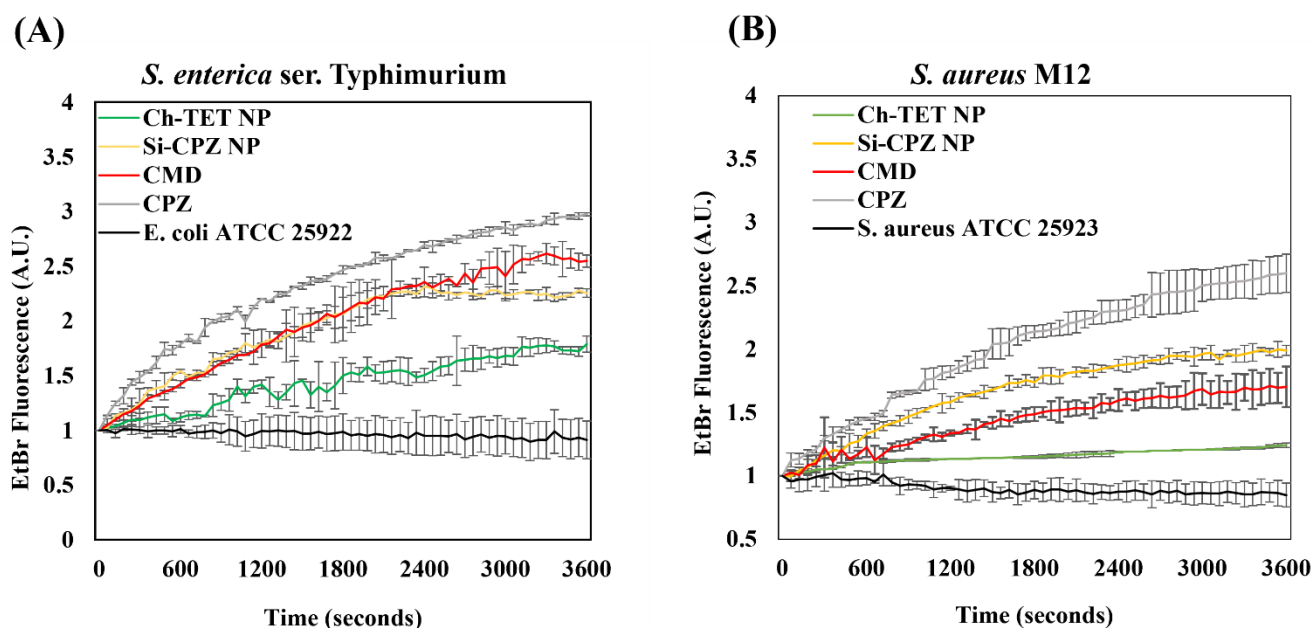 (A)
S. enterica ser. Typhimurium
EtBr Fluorescence (A.U.)
4
3.5
3
2.5
2
1.5
1
0.5
0
Ch-TET NP
Si-CPZ NP
CMD
CPZ
E. coli ATCC 25922
0 600 1200 1800 2400 3000 3600
Time (seconds)
(B)
S. aureus M12
EtBr Fluorescence (A.U.)
4
3.5
3
2.5
2
1.5
1
0.5
Ch-TET NP
Si-CPZ NP
CMD
CPZ
S. aureus ATCC 25923
0 600 1200 1800 2400 3000 3600
Time (seconds)